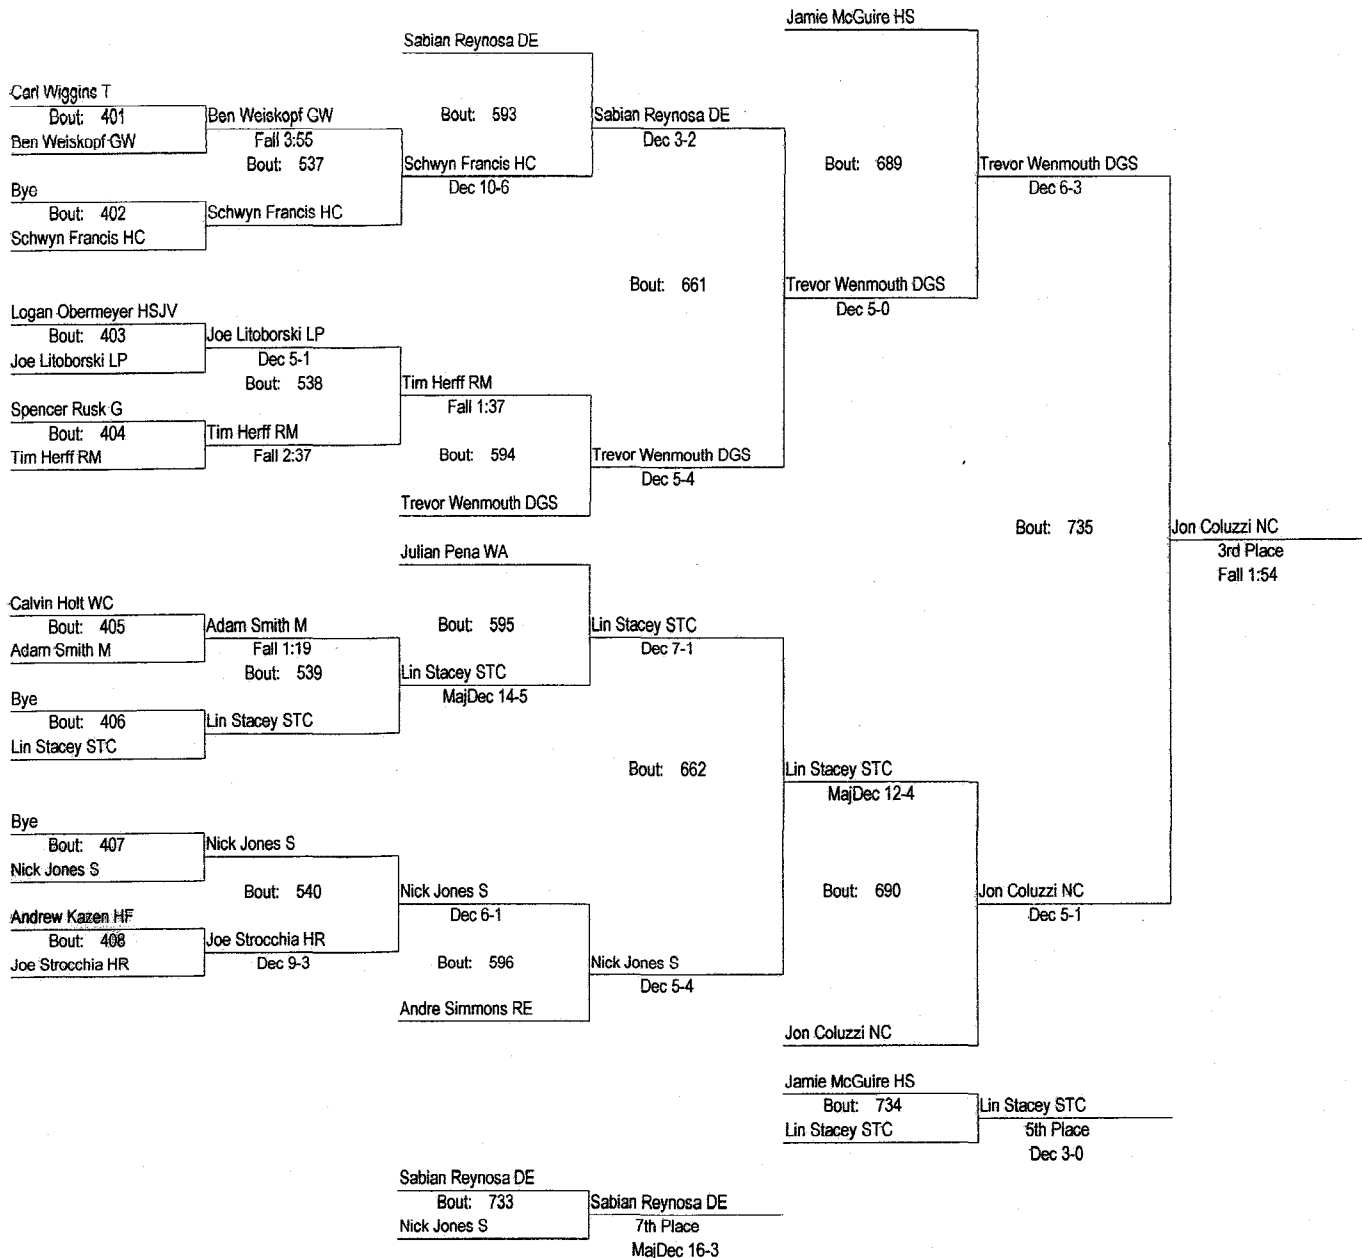 Jamie McGuire HS
Sabian Reynosa DE
Carl Wiggins T
Bout: 401
Ben Weiskopf GW
Ben Weiskopf GW
Fall 3:55
Bout: 537
Bout: 593
Sabian Reynosa DE
Dec 3-2
Schwyn Francis HC
Dec 10-6
Bout: 689
Trevor Wenmouth DGS
Dec 6-3
Bye
Bout: 402
Schwyn Francis HC
Schwyn Francis HC
Bout: 661
Trevor Wenmouth DGS
Dec 5-0
Logan Obermeyer HSJV
Bout: 403
Joe Litoborski LP
Joe Litoborski LP
Dec 5-1
Bout: 538
Tim Herff RM
Fall 1:37
Spencer Rusk G
Bout: 404
Tim Herff RM
Tim Herff RM
Fall 2:37
Bout: 594
Trevor Wenmouth DGS
Dec 5-4
Trevor Wenmouth DGS
Bout: 735
Jon Coluzzi NC
3rd Place
Fall 1:54
Julian Pena WA
Calvin Holt WC
Bout: 405
Adam Smith M
Adam Smith M
Fall 1:19
Bout: 539
Bout: 595
Lin Stacey STC
Dec 7-1
Lin Stacey STC
MajDec 14-5
Bye
Bout: 406
Lin Stacey STC
Lin Stacey STC
Bout: 662
Lin Stacey STC
MajDec 12-4
Bye
Bout: 407
Nick Jones S
Nick Jones S
Bout: 540
Nick Jones S
Dec 6-1
Bout: 690
Jon Coluzzi NC
Dec 5-1
Andrew Kazen HF
Bout: 408
Joe Strocchia HR
Joe Strocchia HR
Dec 9-3
Bout: 596
Nick Jones S
Dec 5-4
Andre Simmons RE
Jon Coluzzi NC
Jamie McGuire HS
Bout: 734
Lin Stacey STC
Lin Stacey STC
5th Place
Dec 3-0
Sabian Reynosa DE
Bout: 733
Nick Jones S
Sabian Reynosa DE
7th Place
MajDec 16-3